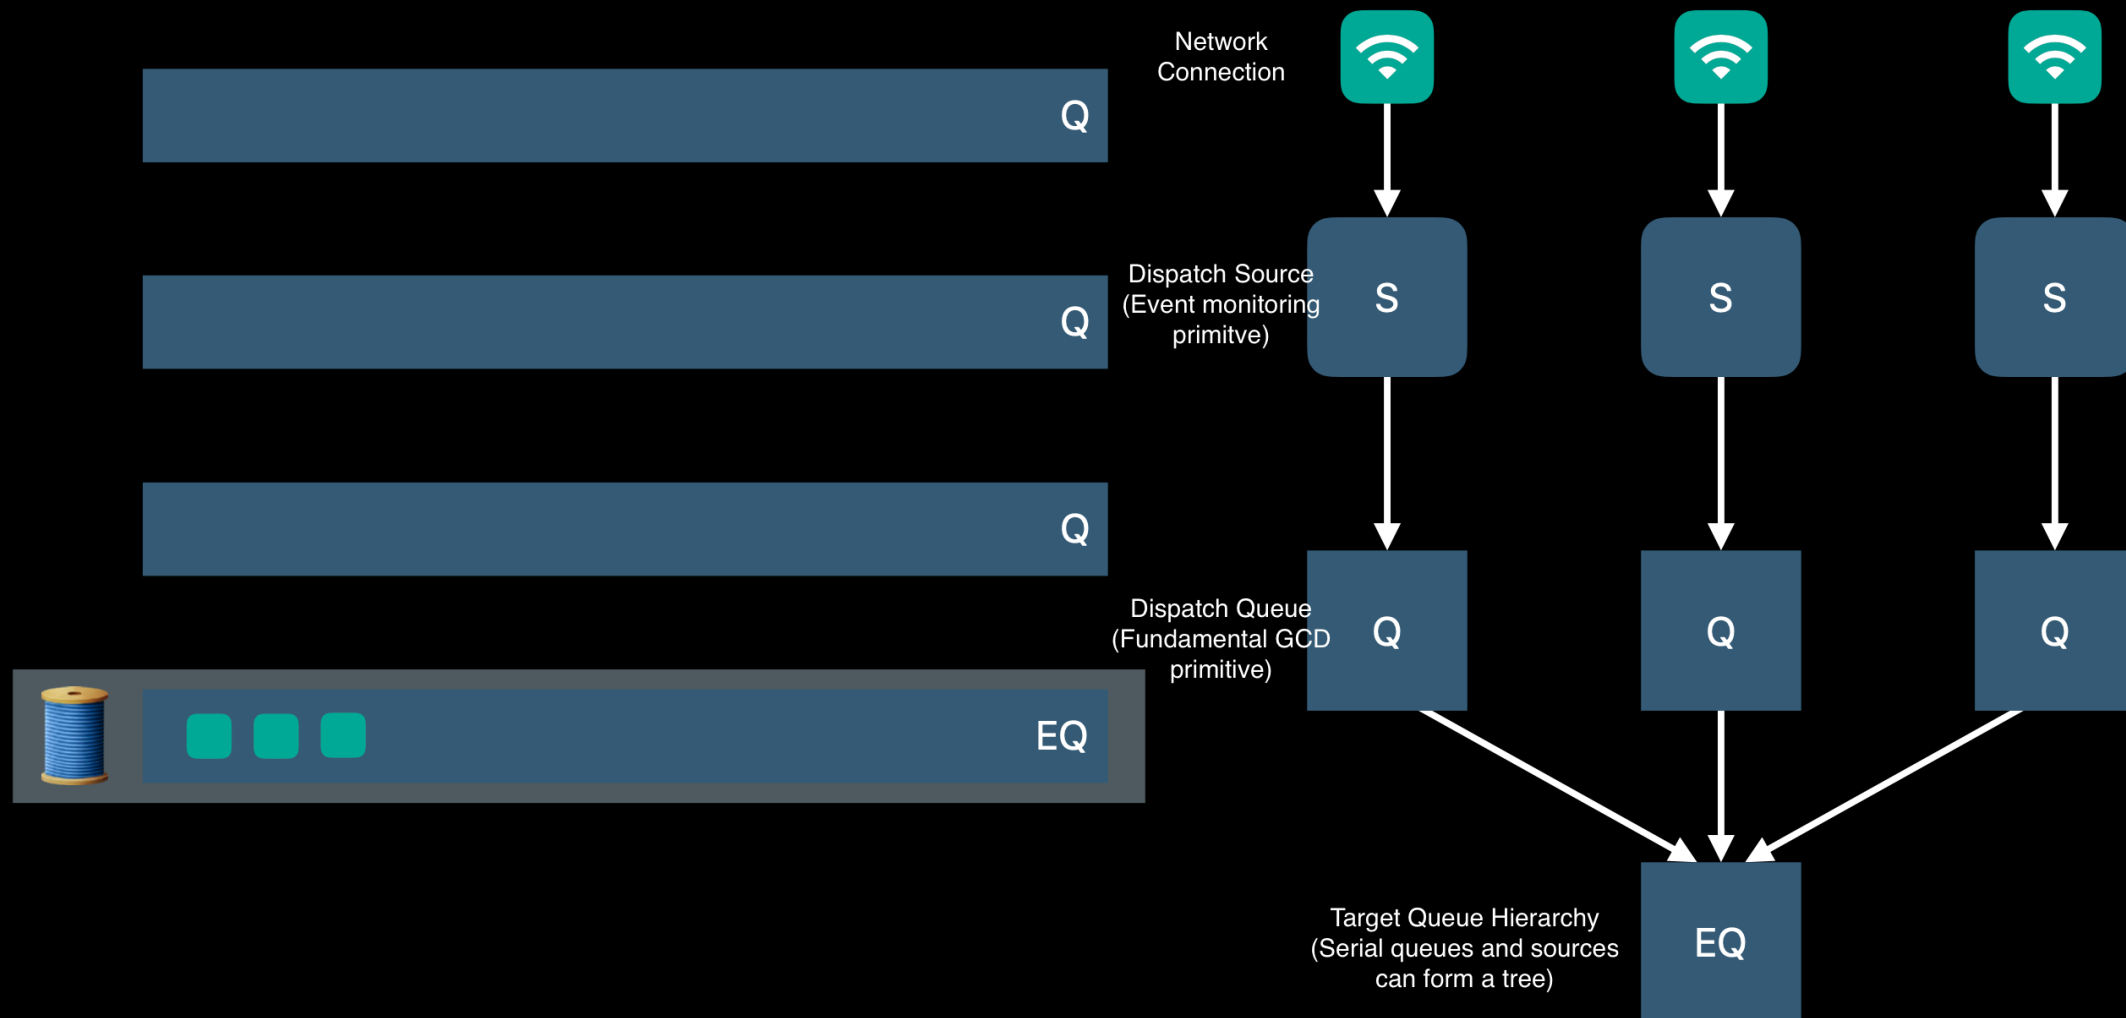 Network
Connection
Q
Dispatch Source
(Event monitoring
primitve)
S
S
S
Q
Q
Dispatch Queue
(Fundamental GCD
primitive)
Q
Q
Q
EQ
Target Queue Hierarchy
(Serial queues and sources
can form a tree)
EQ